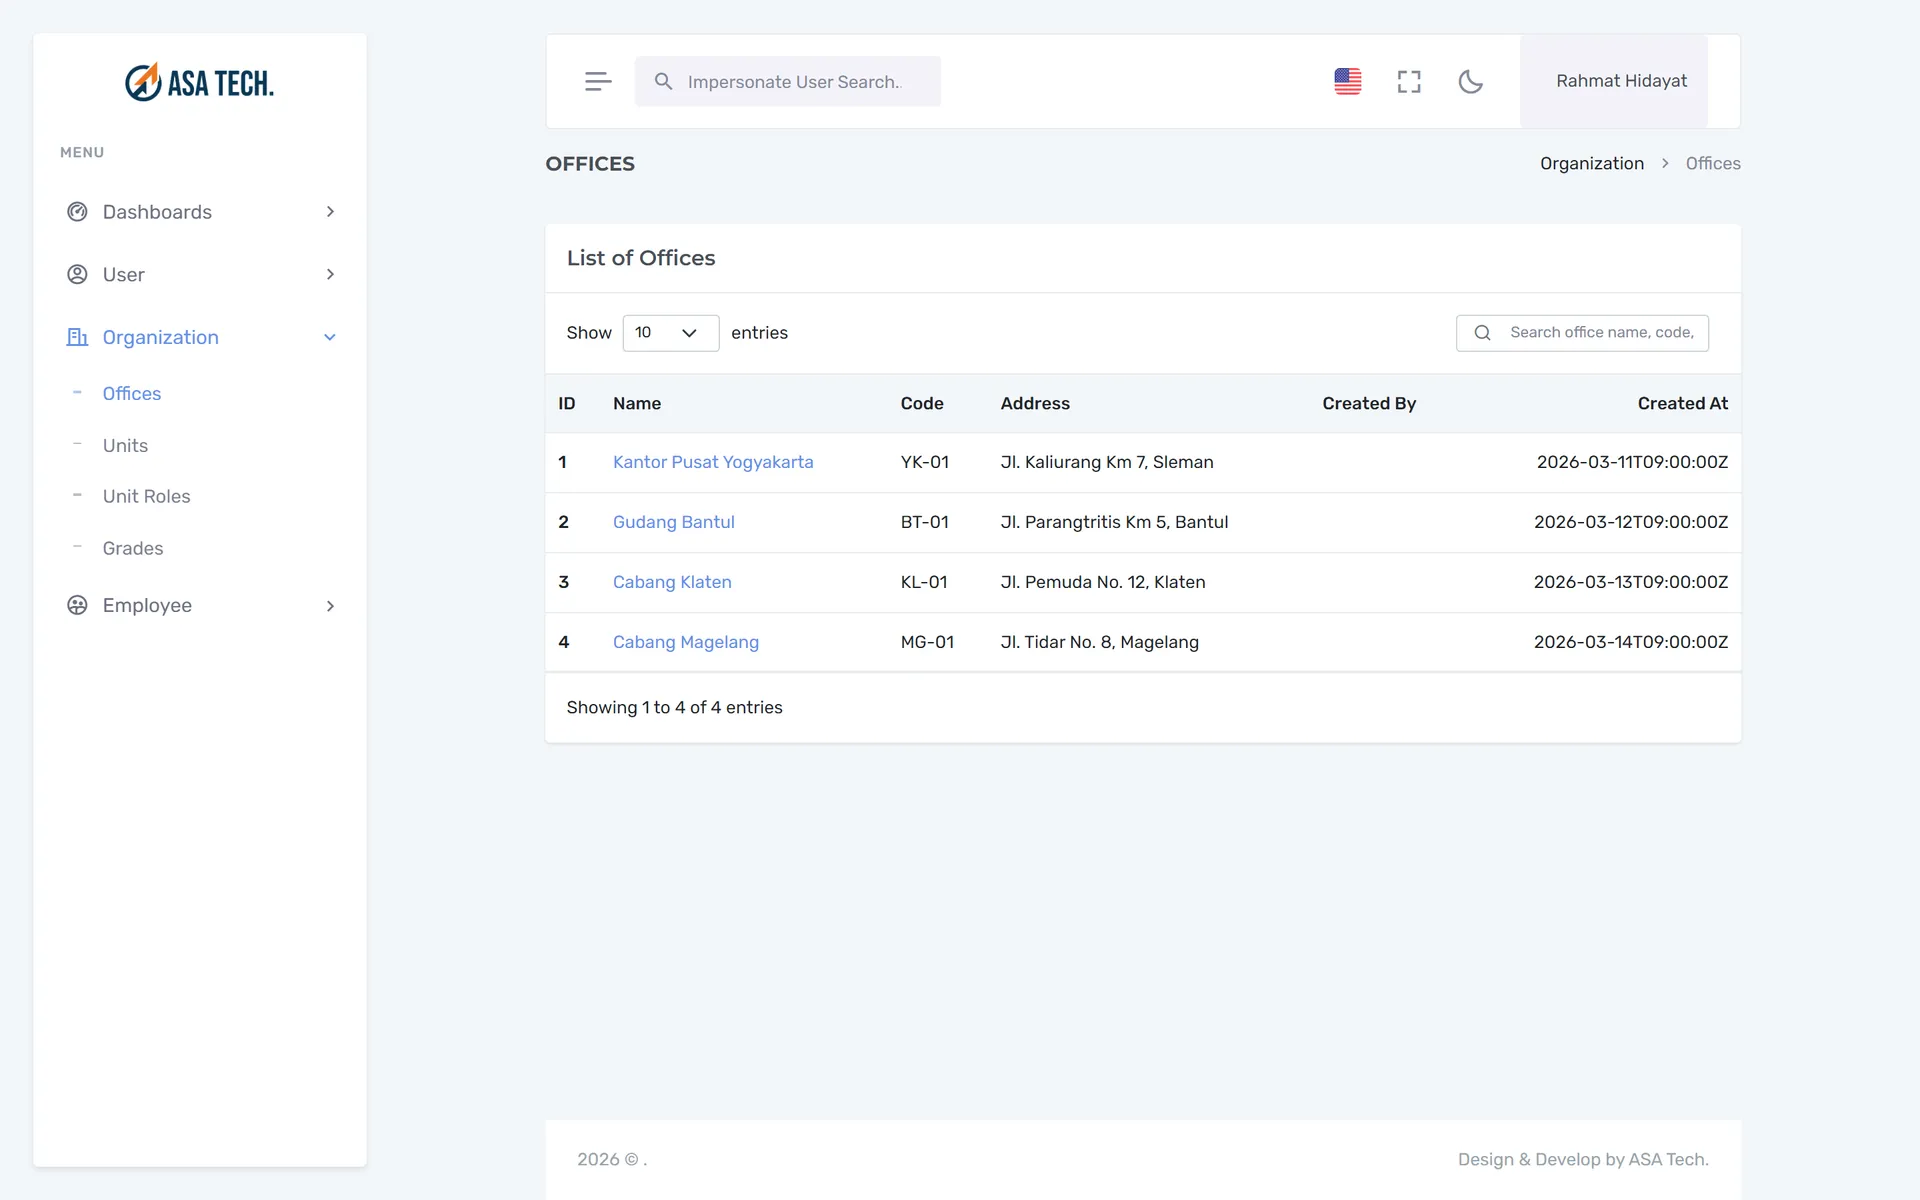 ASA TECH.
MENU
Dashboards
User
Organization
Offices
Units
Unit Roles
Grades
Employee
Impersonate User Search..
Rahmat Hidayat
OFFICES
Organization > Offices
List of Offices
Show 10 entries
Search office name, code,
ID Name Code Address Created By Created At
1 Kantor Pusat Yogyakarta YK-01 Jl. Kaliurang Km 7, Sleman 2026-03-11T09:00:00Z
2 Gudang Bantul BT-01 Jl. Parangtritis Km 5, Bantul 2026-03-12T09:00:00Z
3 Cabang Klaten KL-01 Jl. Pemuda No. 12, Klaten 2026-03-13T09:00:00Z
4 Cabang Magelang MG-01 Jl. Tidar No. 8, Magelang 2026-03-14T09:00:00Z
Showing 1 to 4 of 4 entries
2026 © .
Design & Develop by ASA Tech.